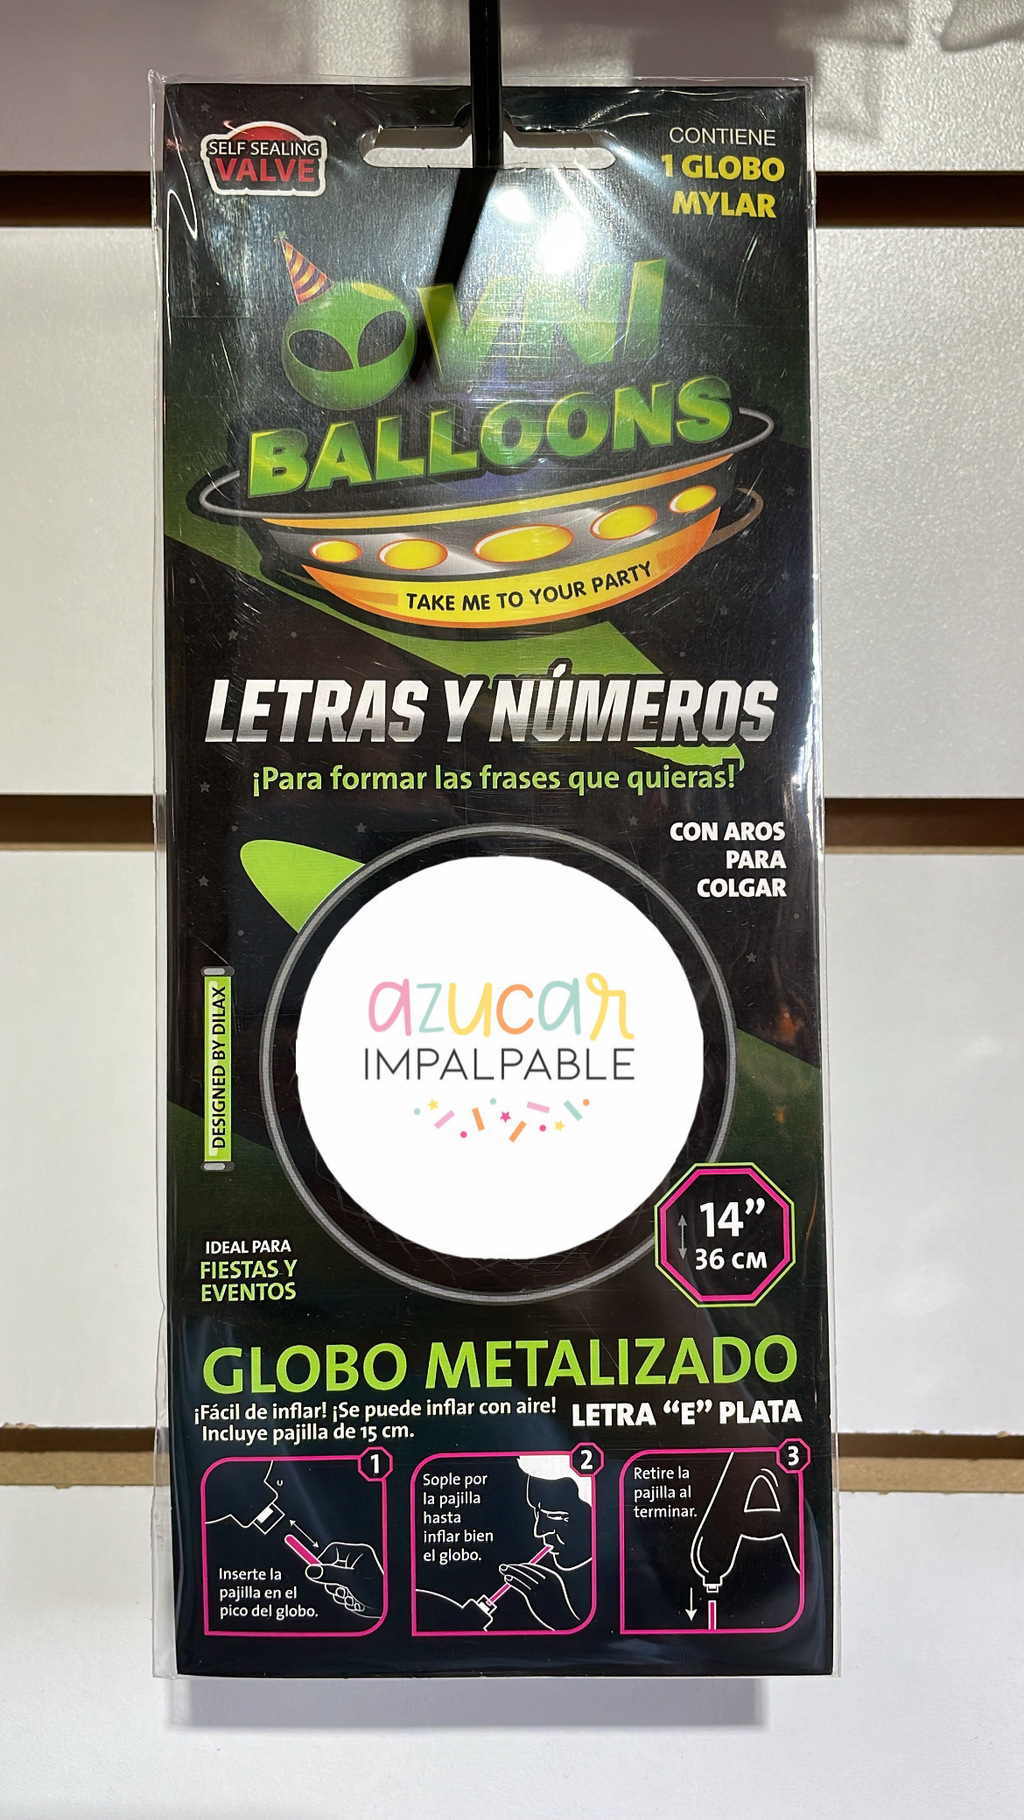 SELF SEALING
VALVE
CONTIENE
1 GLOBO
MYLAR
OVNI
BALLOONS
TAKE ME TO YOUR PARTY
LETRAS Y NÚMEROS
¡Para formar las frases que quieras!
CON AROS
PARA
COLGAR
azucar
IMPALPABLE
DESIGNED BY DILAX
14”
36 CM
IDEAL PARA
FIESTAS Y
EVENTOS
GLOBO METALIZADO
¡Fácil de inflar! ¡Se puede inflar con aire!
Incluye pajilla de 15 cm.
LETRA “E” PLATA
1
Inserte la
pajilla en el
pico del globo.
2
Sople por
la pajilla
hasta
inflar bien
el globo.
3
Retire la
pajilla al
terminar.